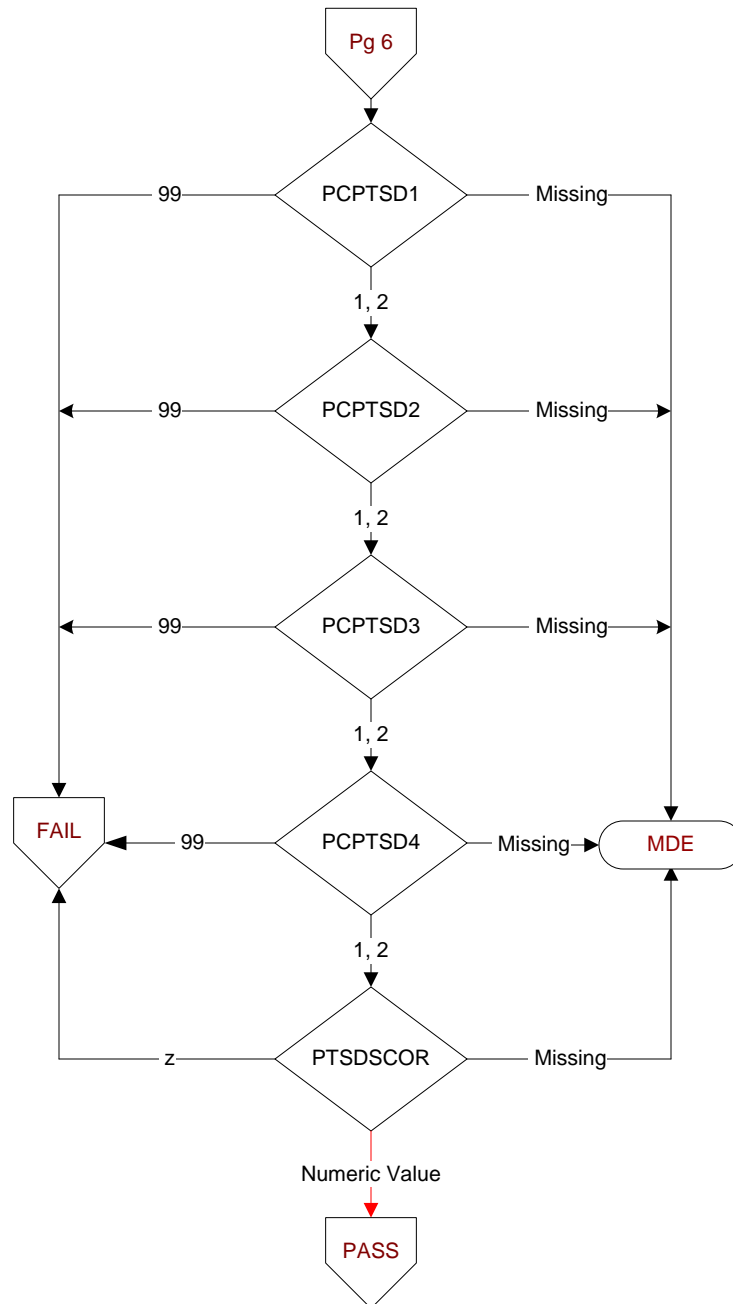 Pg 6
99
PCPTSD1
Missing
1, 2
99
PCPTSD2
Missing
1, 2
99
PCPTSD3
Missing
1, 2
FAIL
99
PCPTSD4
Missing
MDE
1, 2
z
PTSDSCOR
Missing
Numeric Value
PASS